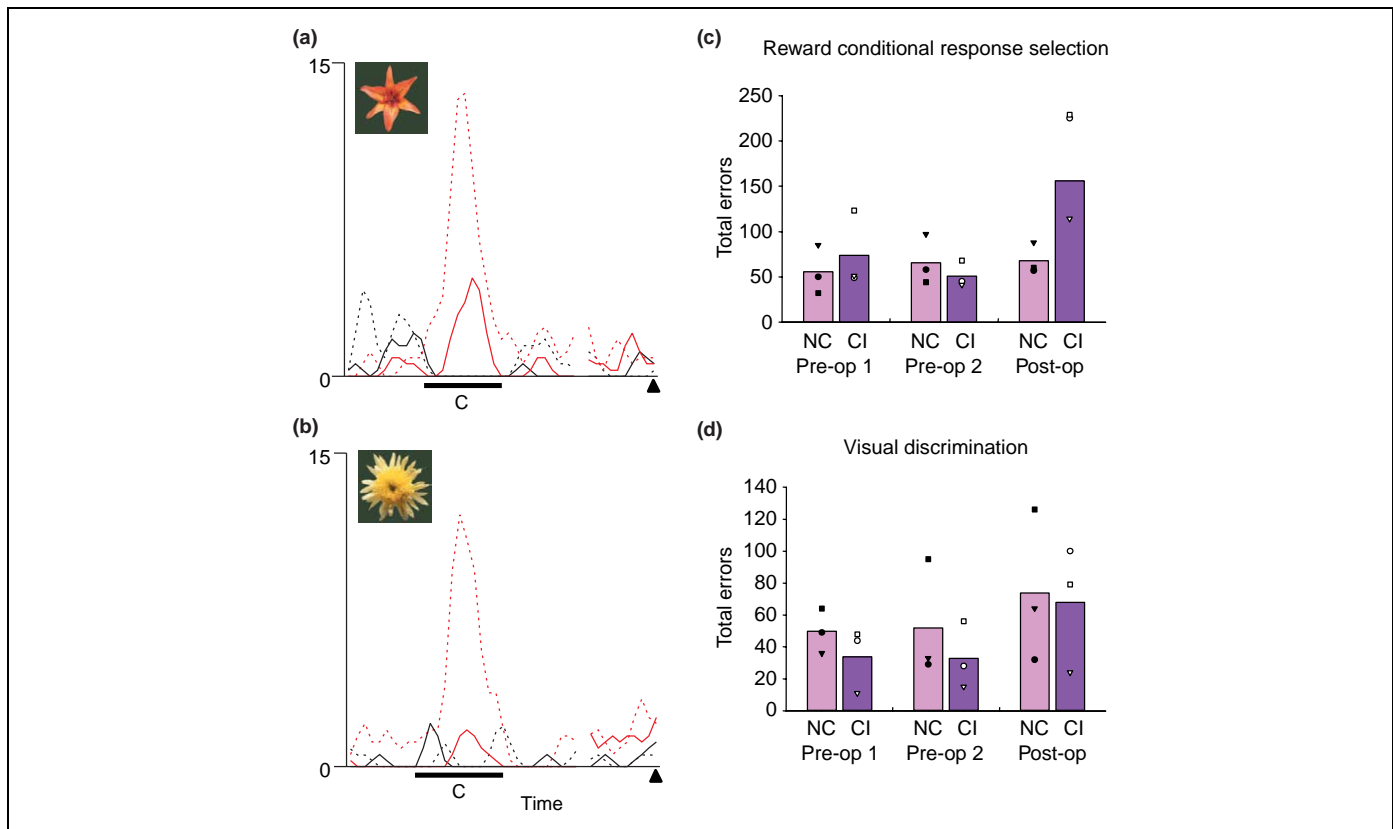 (a)
15
0
C
(b)
15
0
C
Time
(c)
Reward conditional response selection
Total errors
250
200
150
100
50
0
NC CI NC CI NC CI
Pre-op 1 Pre-op 2 Post-op
(d)
Visual discrimination
Total errors
140
120
100
80
60
40
20
0
NC CI NC CI NC CI
Pre-op 1 Pre-op 2 Post-op